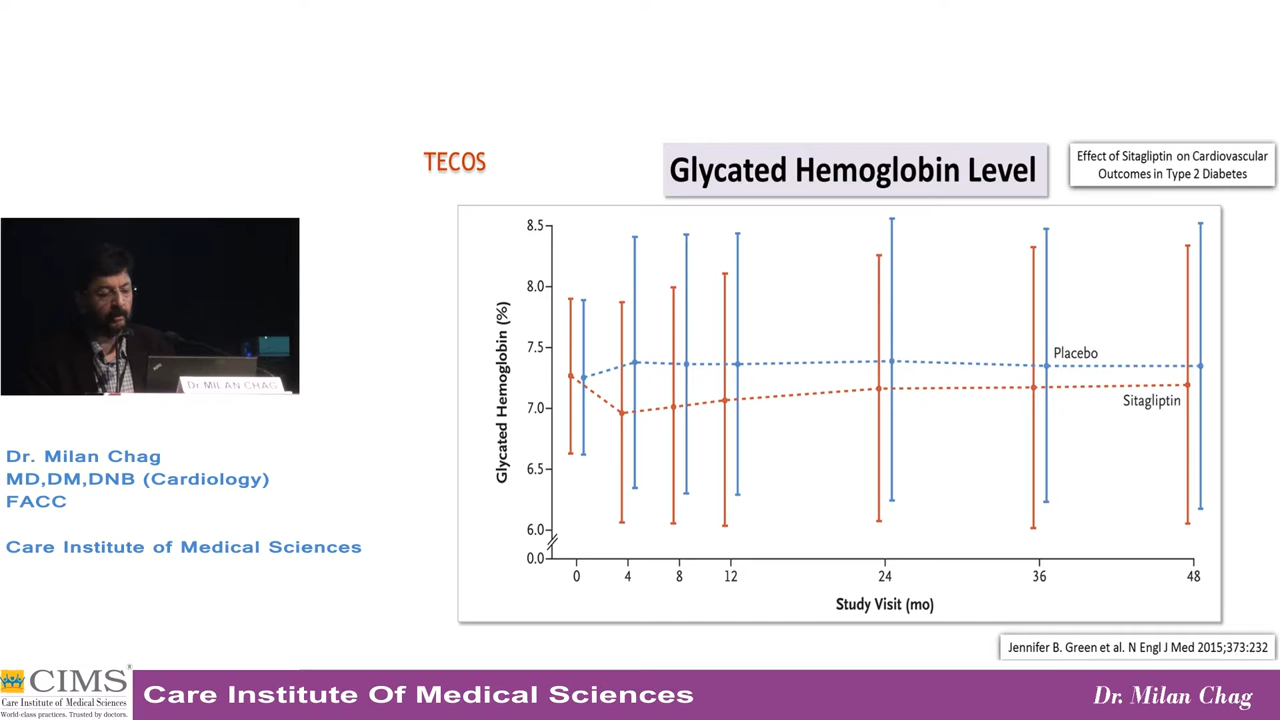 TECOS
Glycated Hemoglobin Level
Effect of Sitagliptin on Cardiovascular
Outcomes in Type 2 Diabetes
8.5
8.0
7.5
7.0
6.5
6.0
0.0
Glycated Hemoglobin (%)
Placebo
Sitagliptin
0 4 8 12 24 36 48
Study Visit (mo)
Dr. MILAN CHAG
Dr. Milan Chag
MD,DM,DNB (Cardiology)
FACC
Care Institute of Medical Sciences
Jennifer B. Green et al. N Engl J Med 2015;373:232
CIMS®
Care Institute of Medical Sciences
World-class practices. Trusted by doctors.
Care Institute Of Medical Sciences
Dr. Milan Chag